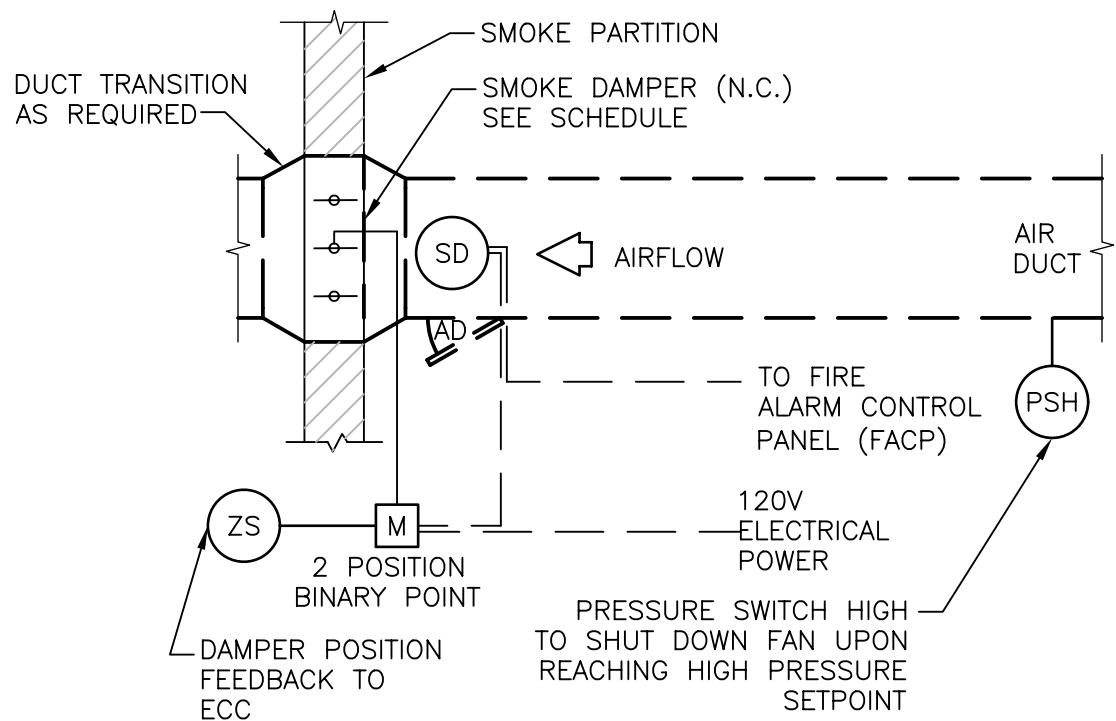 SMOKE PARTITION
DUCT TRANSITION
AS REQUIRED
SMOKE DAMPER (N.C.)
SEE SCHEDULE
SD
AIRFLOW
AIR
DUCT
AD
TO FIRE
ALARM CONTROL
PANEL (FACP)
PSH
ZS
M
120V
ELECTRICAL
POWER
2 POSITION
BINARY POINT
PRESSURE SWITCH HIGH
TO SHUT DOWN FAN UPON
REACHING HIGH PRESSURE
SETPOINT
DAMPER POSITION
FEEDBACK TO
ECC